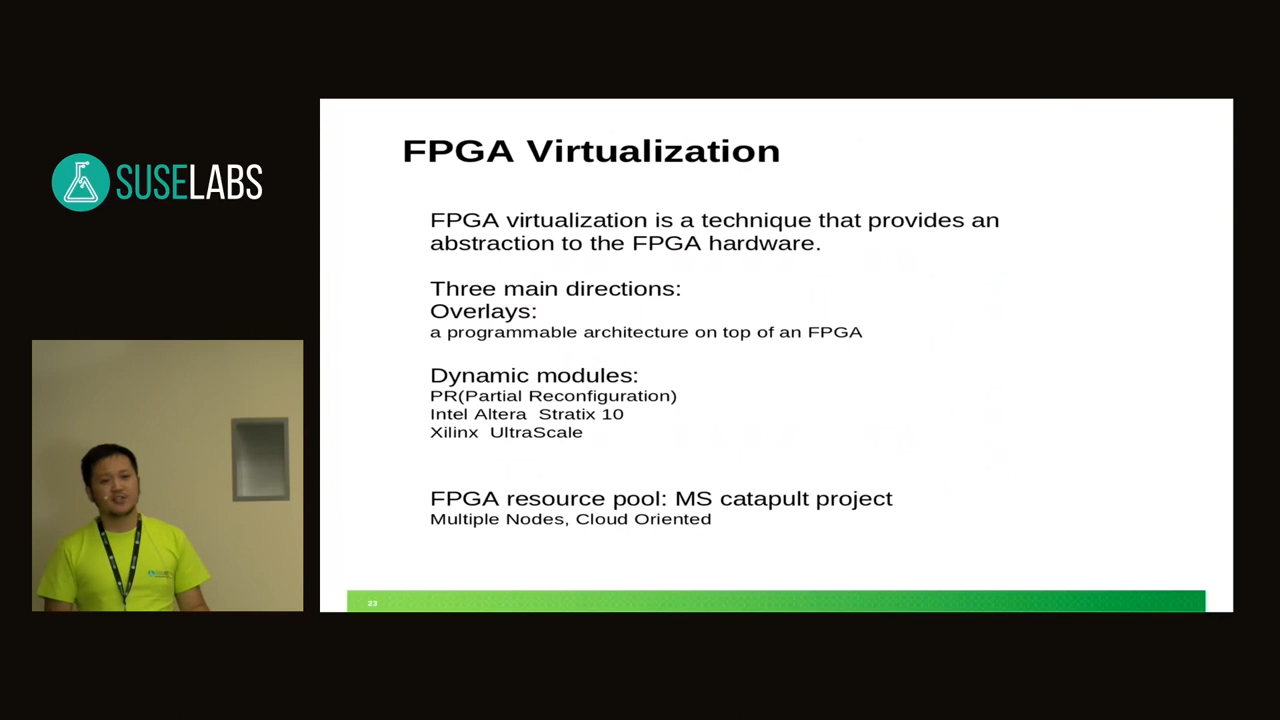 SUSELABS
FPGA Virtualization
FPGA virtualization is a technique that provides an
abstraction to the FPGA hardware.
Three main directions:
Overlays:
a programmable architecture on top of an FPGA
Dynamic modules:
PR(Partial Reconfiguration)
Intel Altera  Stratix 10
Xilinx  UltraScale
FPGA resource pool: MS catapult project
Multiple Nodes, Cloud Oriented
23